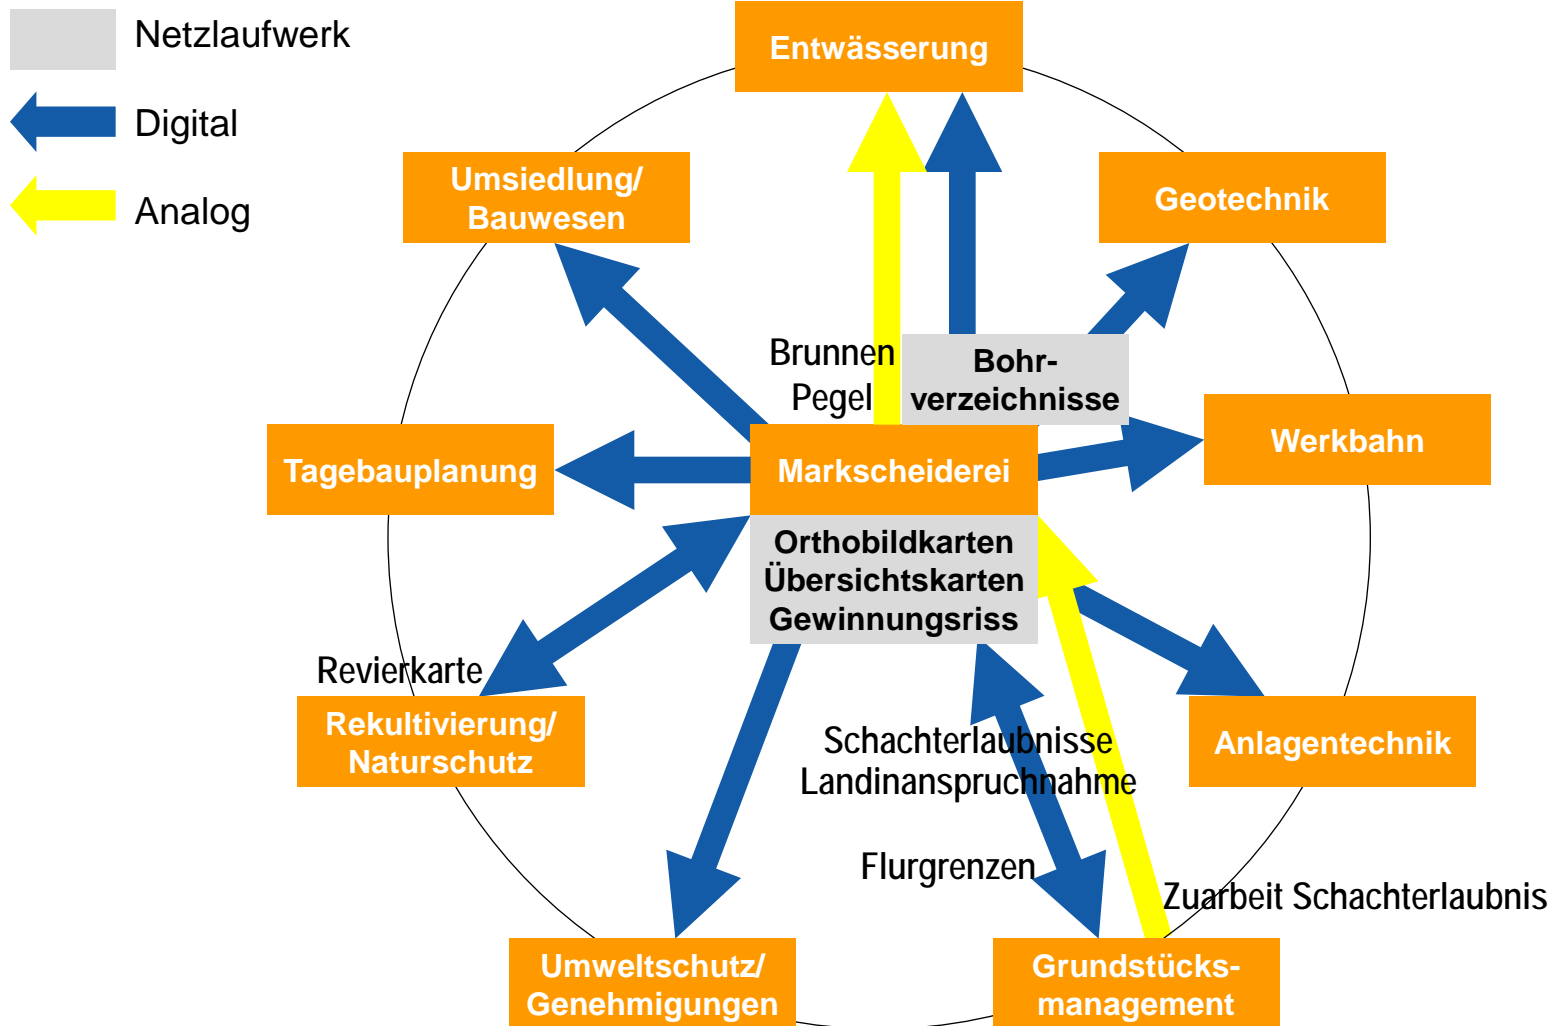 Netzlaufwerk
Digital
Analog
Entwässerung
Umsiedlung/
Bauwesen
Geotechnik
Brunnen
Pegel
Bohr-
verzeichnisse
Tagebauplanung
Markscheiderei
Werkbahn
Orthobildkarten
Übersichtskarten
Gewinnungsriss
Revierkarte
Rekultivierung/
Naturschutz
Schachterlaubnisse
Landinanspruchnahme
Anlagentechnik
Flurgrenzen
Zuarbeit Schachterlaubnis
Umweltschutz/
Genehmigungen
Grundstücks-
management